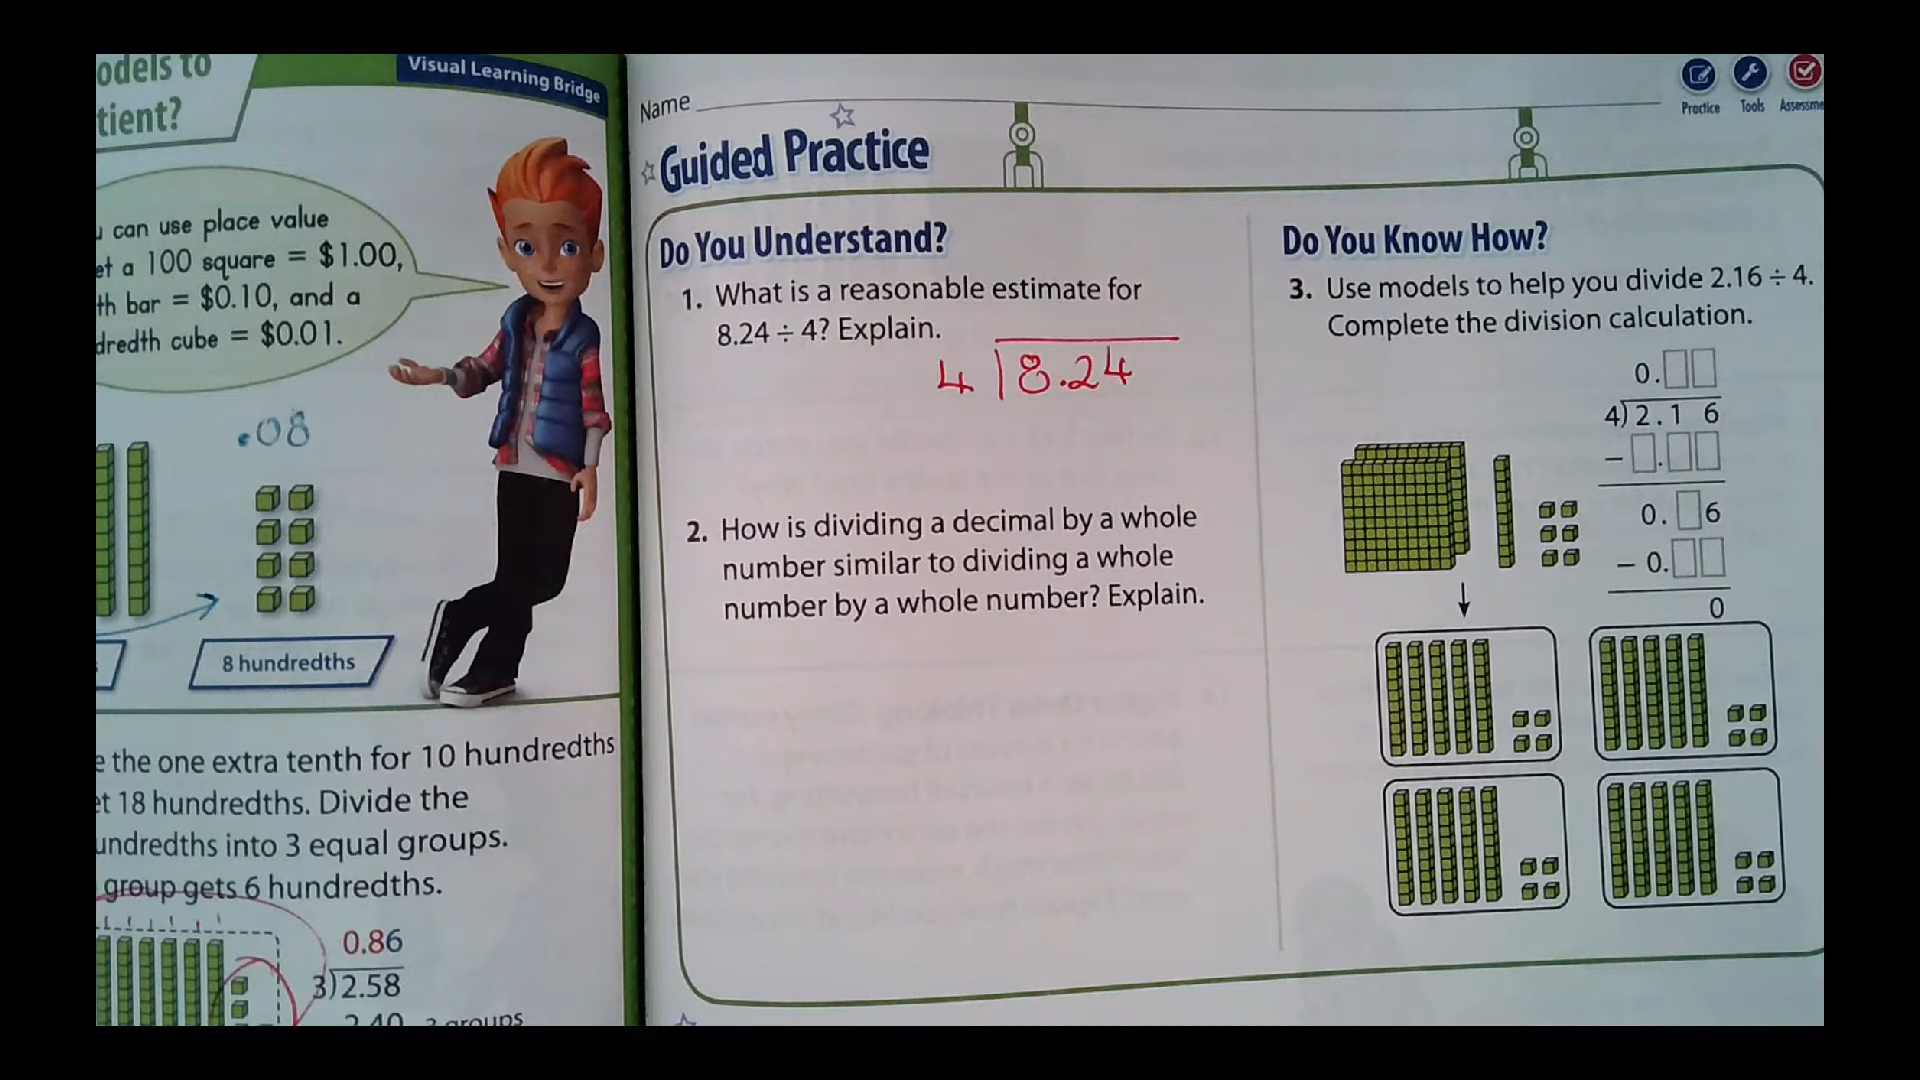 odels to
tient?
Visual Learning Bridge
can use place value
et a 100 square = $1.00,
th bar = $0.10, and a
dredth cube = $0.01.
.08
8 hundredths
e the one extra tenth for 10 hundredths
et 18 hundredths. Divide the
undredths into 3 equal groups.
group gets 6 hundredths.
0.86
3)2.58
2.40 3 groups
Name
Practice Tools Assessme
Guided Practice
Do You Understand?
1. What is a reasonable estimate for
8.24 ÷ 4? Explain.
4 8.24
2. How is dividing a decimal by a whole
number similar to dividing a whole
number by a whole number? Explain.
Do You Know How?
3. Use models to help you divide 2.16 ÷ 4.
Complete the division calculation.
0.
4)2.1 6
– .
0. 6
– 0.
0